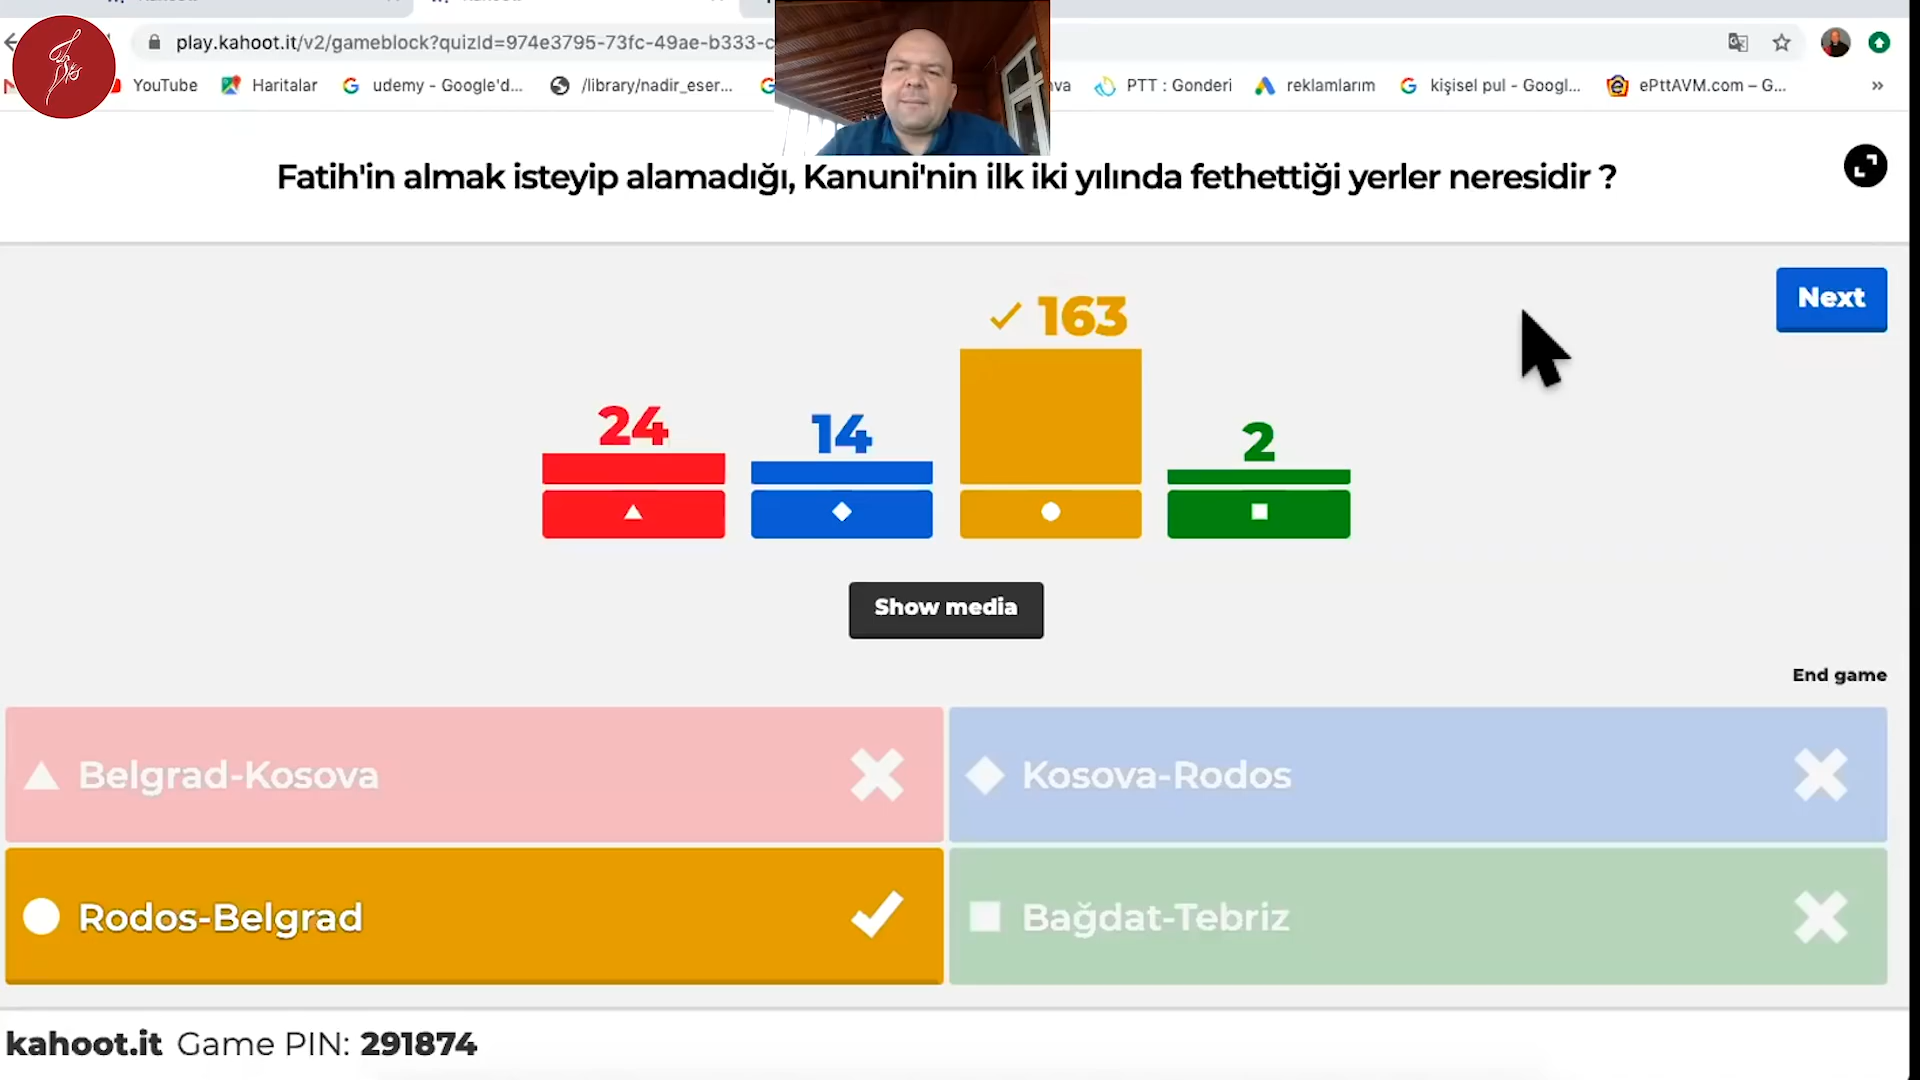 play.kahoot.it/v2/gameblock?quizId=974e3795-73fc-49ae-b333-c
YouTube
Haritalar
udemy - Google'd...
/library/nadir_eser...
PTT : Gonderi
reklamlarım
kişisel pul - Googl...
ePttAVM.com – G...
»
Fatih'in almak isteyip alamadığı, Kanuni'nin ilk iki yılında fethettiği yerler neresidir ?
Next
163
24
14
2
Show media
End game
Belgrad-Kosova
Kosova-Rodos
Rodos-Belgrad
Bağdat-Tebriz
kahoot.it Game PIN: 291874